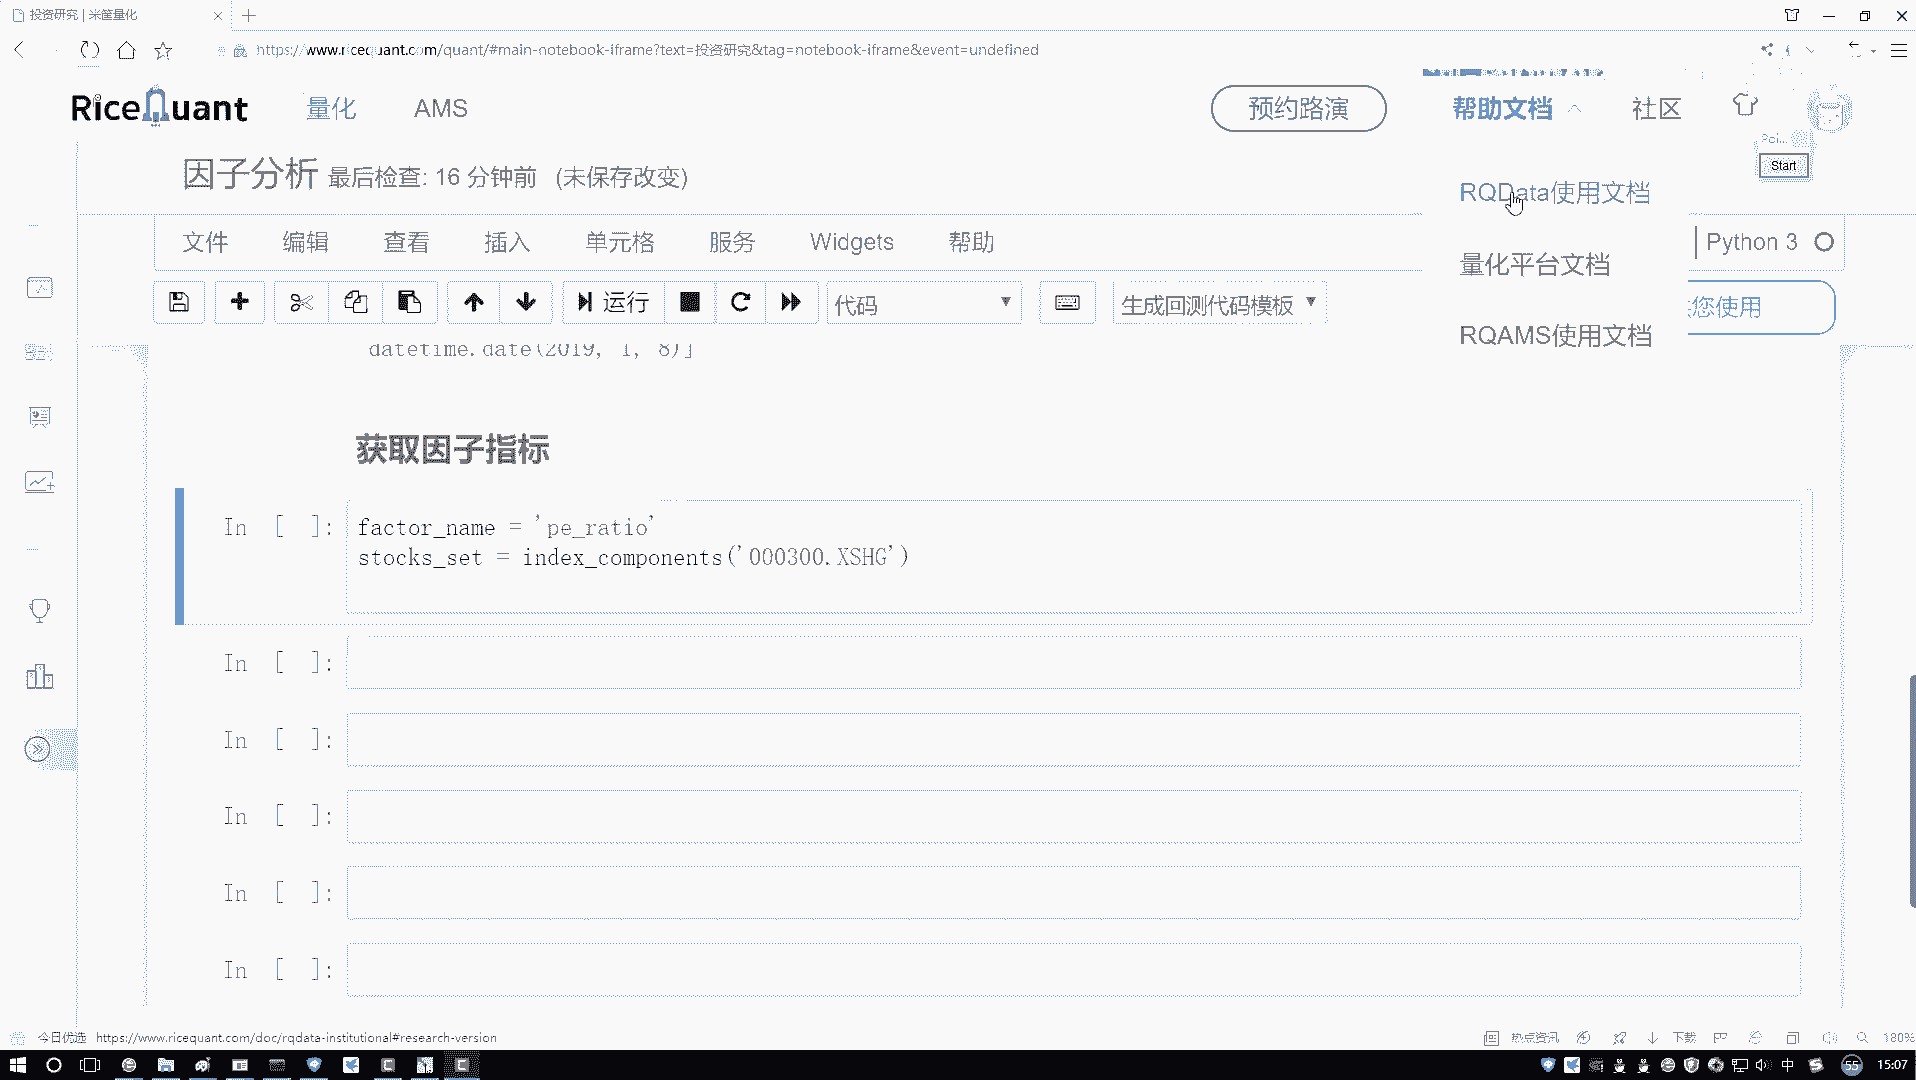 投资研究 | 米筐量化
https://www.ricequant.com/quant/#main-notebook-iframe?text=投资研究&tag=notebook-iframe&event=undefined
RiceQuant 量化 AMS 预约路演 帮助文档 社区
Start
因子分析 最后检查: 16 分钟前 (未保存改变)
RQData使用文档
文件 编辑 查看 插入 单元格 服务 Widgets 帮助
Python 3
量化平台文档
运行 代码 生成回测代码模板
您使用
RQAMS使用文档
datetime.date(2019, 1, 8)]
获取因子指标
In [ ]: factor_name = 'pe_ratio'
stocks_set = index_components('000300.XSHG')
In [ ]:
In [ ]:
In [ ]:
In [ ]:
In [ ]:
今日优选 https://www.ricequant.com/doc/rqdata-institutional#research-version
热点资讯 下载 180%
中 55 15:07